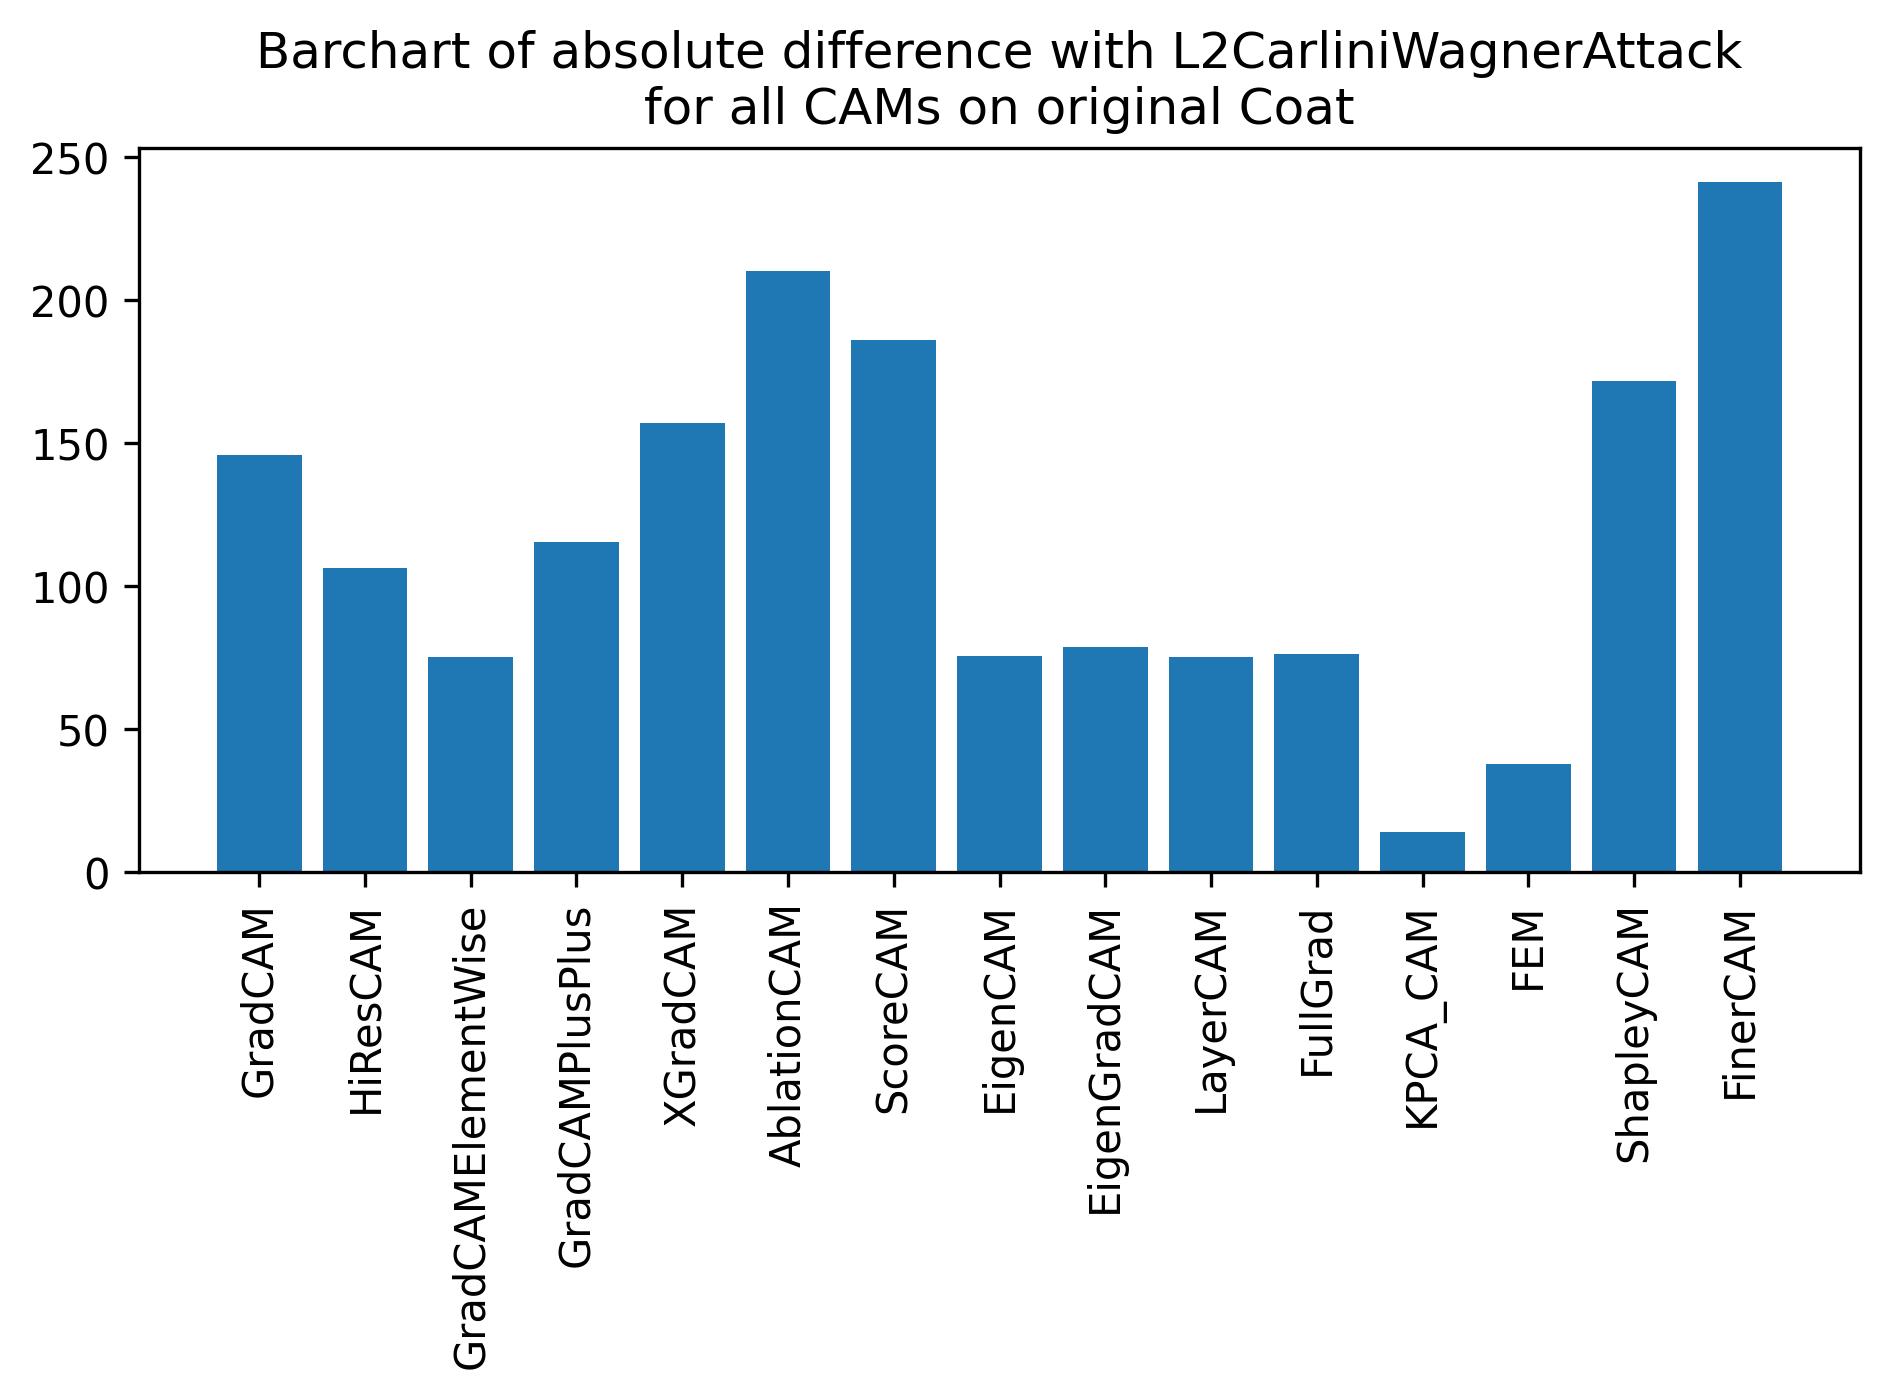 Barchart of absolute difference with L2CarliniWagnerAttack
for all CAMs on original Coat
250
200
150
100
50
0
GradCAM
HiResCAM
GradCAMElementWise
GradCAMPlusPlus
XGradCAM
AblationCAM
ScoreCAM
EigenCAM
EigenGradCAM
LayerCAM
FullGrad
KPCA_CAM
FEM
ShapleyCAM
FinerCAM